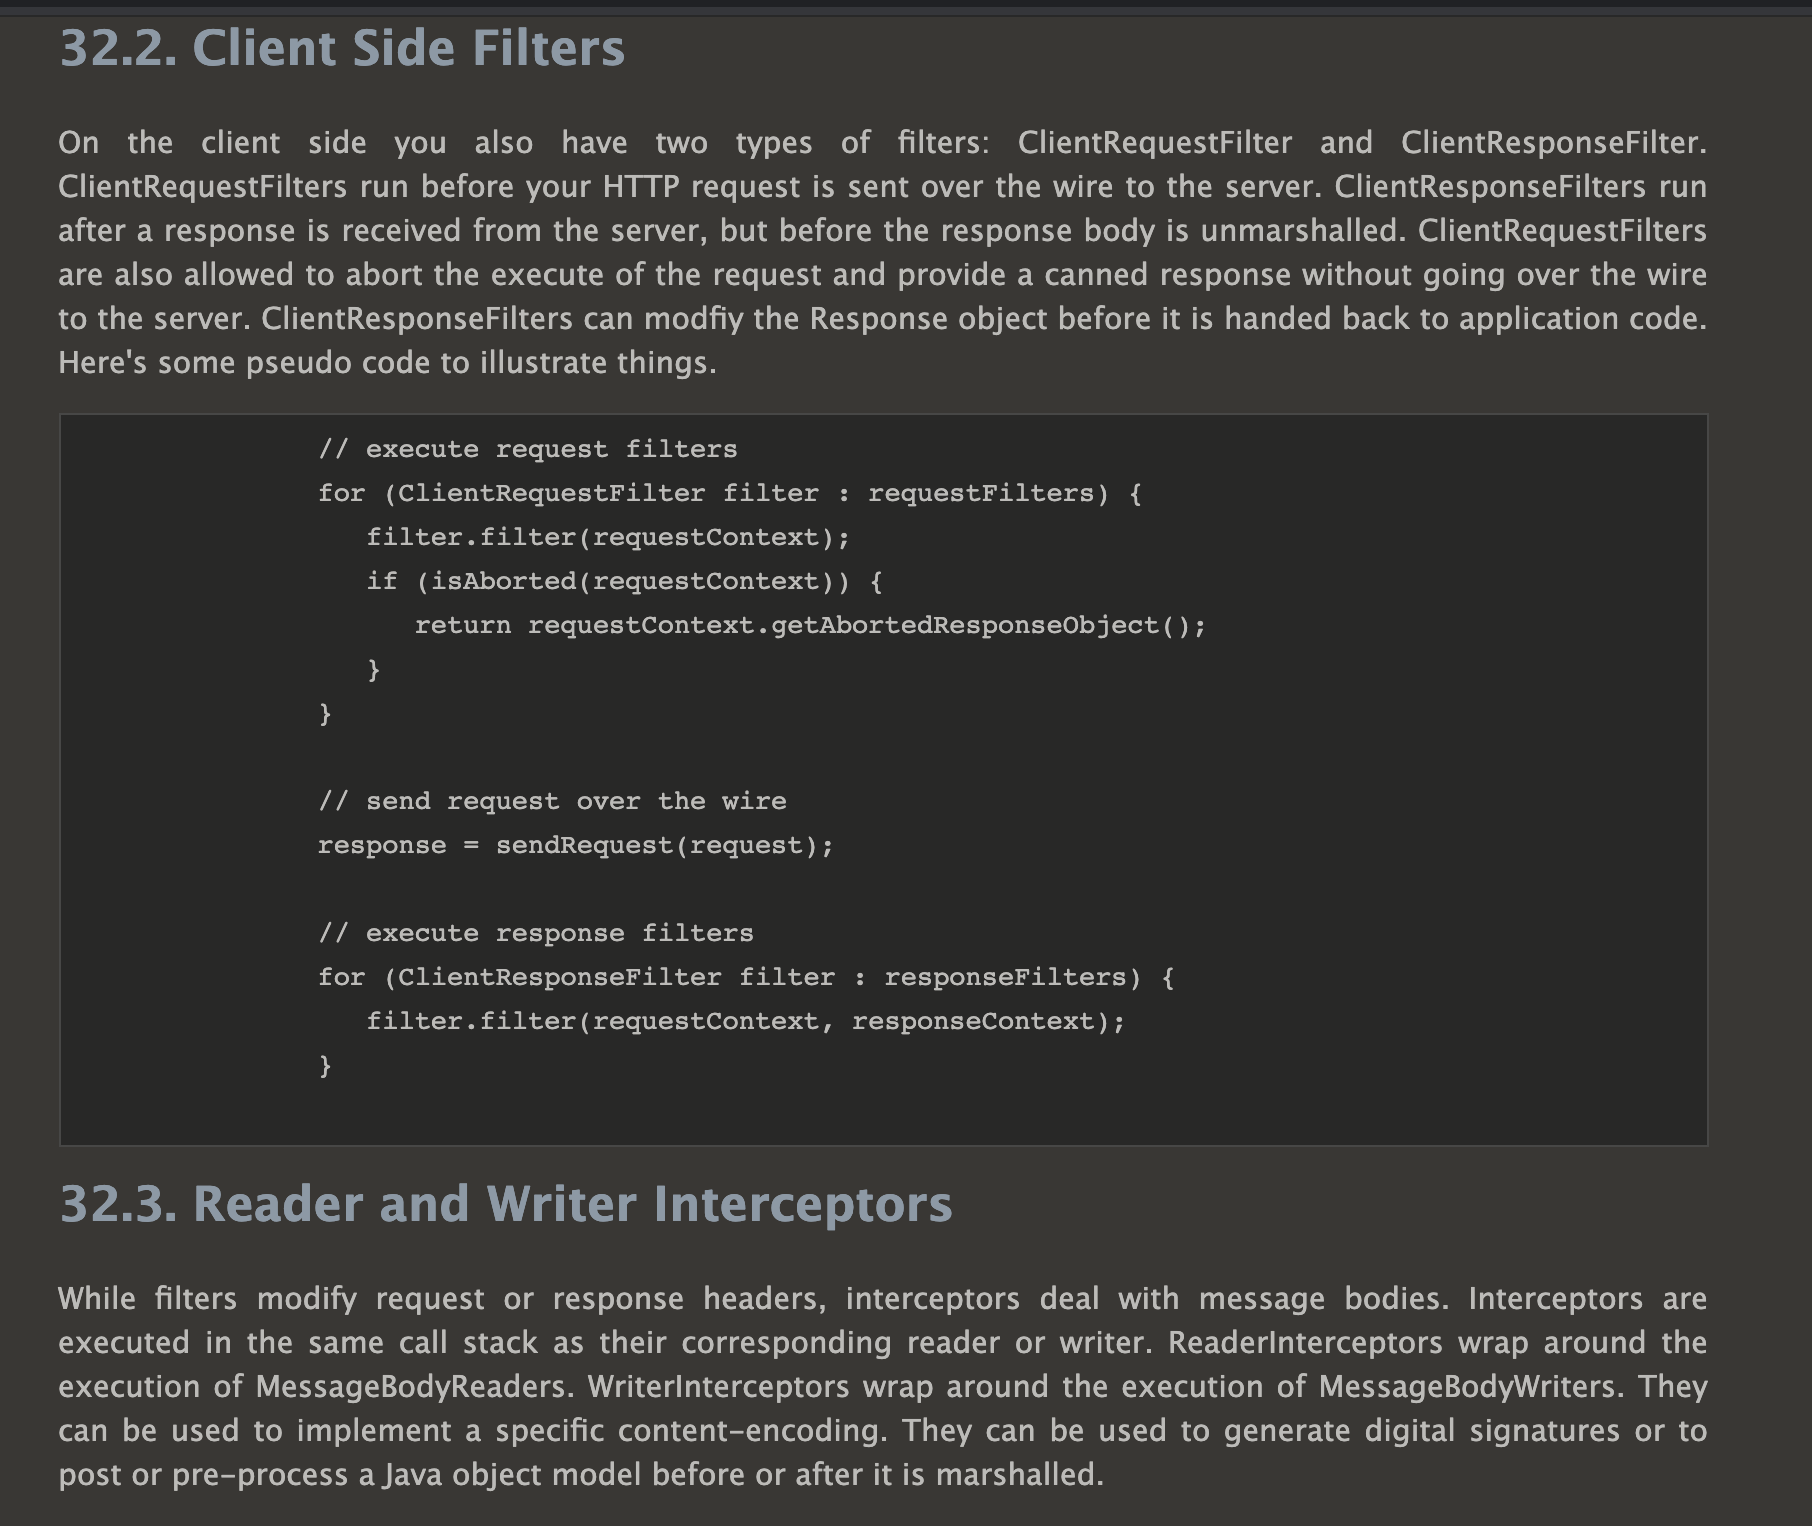 32.2. Client Side Filters
On the client side you also have two types of filters: ClientRequestFilter and ClientResponseFilter.
ClientRequestFilters run before your HTTP request is sent over the wire to the server. ClientResponseFilters run
after a response is received from the server, but before the response body is unmarshalled. ClientRequestFilters
are also allowed to abort the execute of the request and provide a canned response without going over the wire
to the server. ClientResponseFilters can modfiy the Response object before it is handed back to application code.
Here's some pseudo code to illustrate things.
// execute request filters
for (ClientRequestFilter filter : requestFilters) {
filter.filter(requestContext);
if (isAborted(requestContext)) {
return requestContext.getAbortedResponseObject();
}
}
// send request over the wire
response = sendRequest(request);
// execute response filters
for (ClientResponseFilter filter : responseFilters) {
filter.filter(requestContext, responseContext);
}
32.3. Reader and Writer Interceptors
While filters modify request or response headers, interceptors deal with message bodies. Interceptors are
executed in the same call stack as their corresponding reader or writer. ReaderInterceptors wrap around the
execution of MessageBodyReaders. WriterInterceptors wrap around the execution of MessageBodyWriters. They
can be used to implement a specific content-encoding. They can be used to generate digital signatures or to
post or pre-process a Java object model before or after it is marshalled.